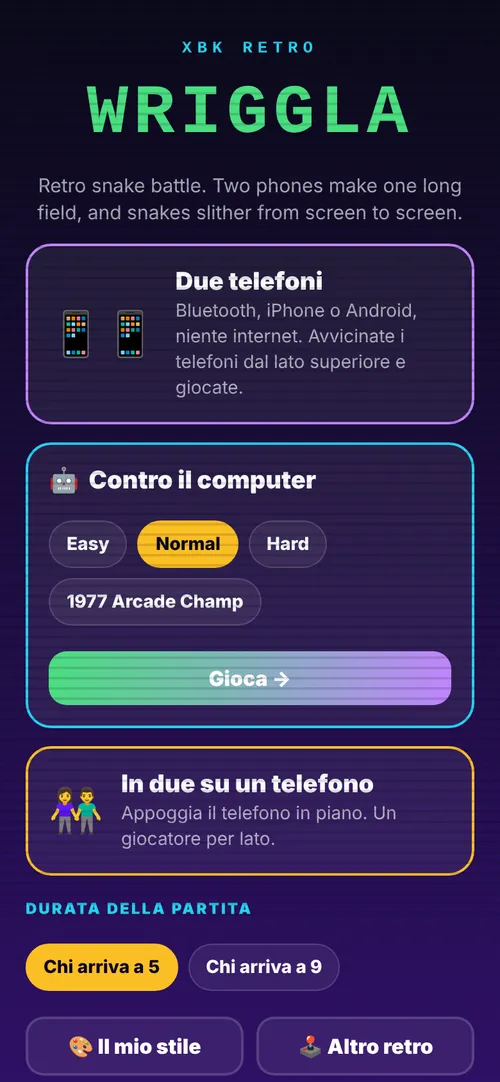 XBK RETRO
WRIGGLA
Retro snake battle. Two phones make one long
field, and snakes slither from screen to screen.
Due telefoni
Bluetooth, iPhone o Android,
niente internet. Avvicinate i
telefoni dal lato superiore e
giocate.
Contro il computer
Easy
Normal
Hard
1977 Arcade Champ
Gioca →
In due su un telefono
Appoggia il telefono in piano. Un
giocatore per lato.
DURATA DELLA PARTITA
Chi arriva a 5
Chi arriva a 9
Il mio stile
Altro retro